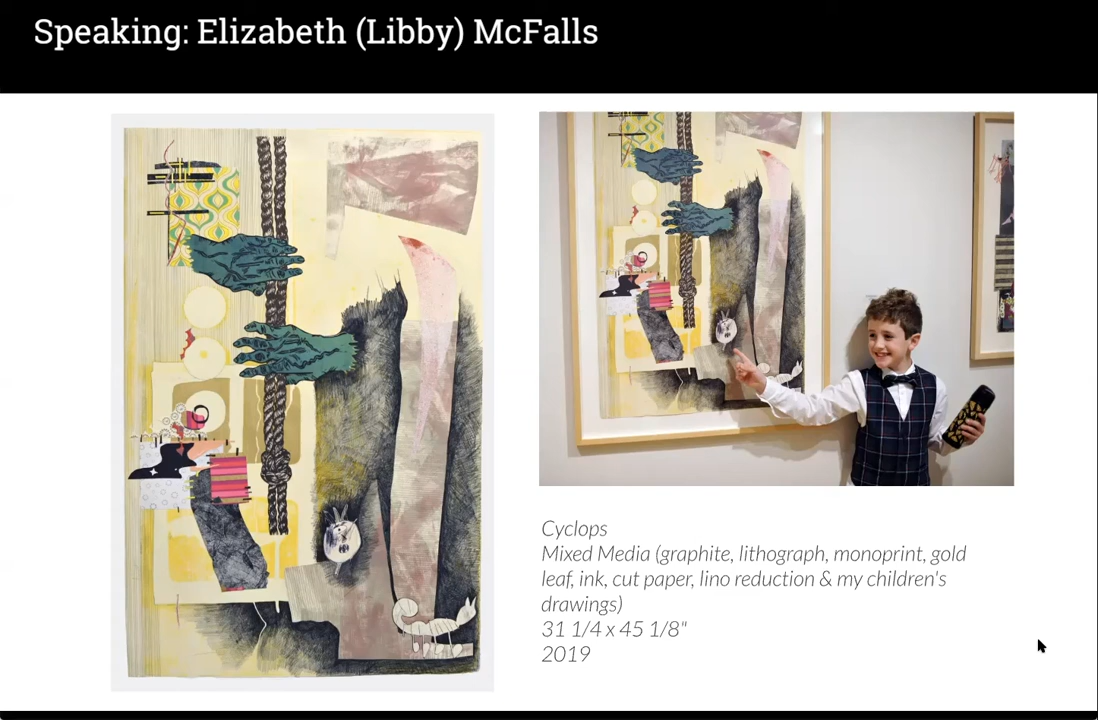 Speaking: Elizabeth (Libby) McFalls
Cyclops
Mixed Media (graphite, lithograph, monoprint, gold
leaf, ink, cut paper, lino reduction & my children's
drawings)
31 1/4 x 45 1/8"
2019